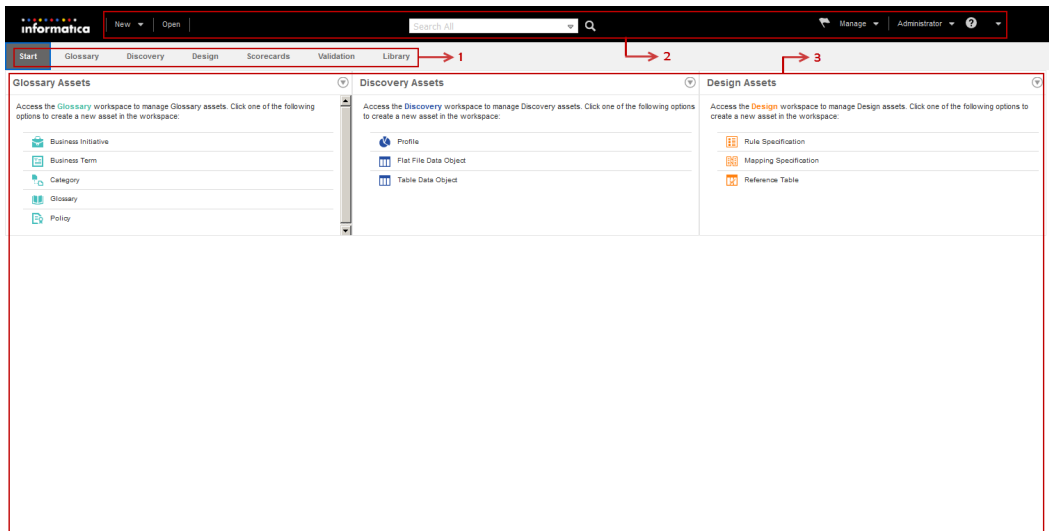 informatica
New
Open
Search All
Manage
Administrator
?
Start Glossary Discovery Design Scorecards Validation Library
1
2
3
Glossary Assets
Access the Glossary workspace to manage Glossary assets. Click one of the following
options to create a new asset in the workspace:
Business Initiative
Business Term
Category
Glossary
Policy
Discovery Assets
Access the Discovery workspace to manage Discovery assets. Click one of the following options
to create a new asset in the workspace:
Profile
Flat File Data Object
Table Data Object
Design Assets
Access the Design workspace to manage Design assets. Click one of the following options to
create a new asset in the workspace:
Rule Specification
Mapping Specification
Reference Table